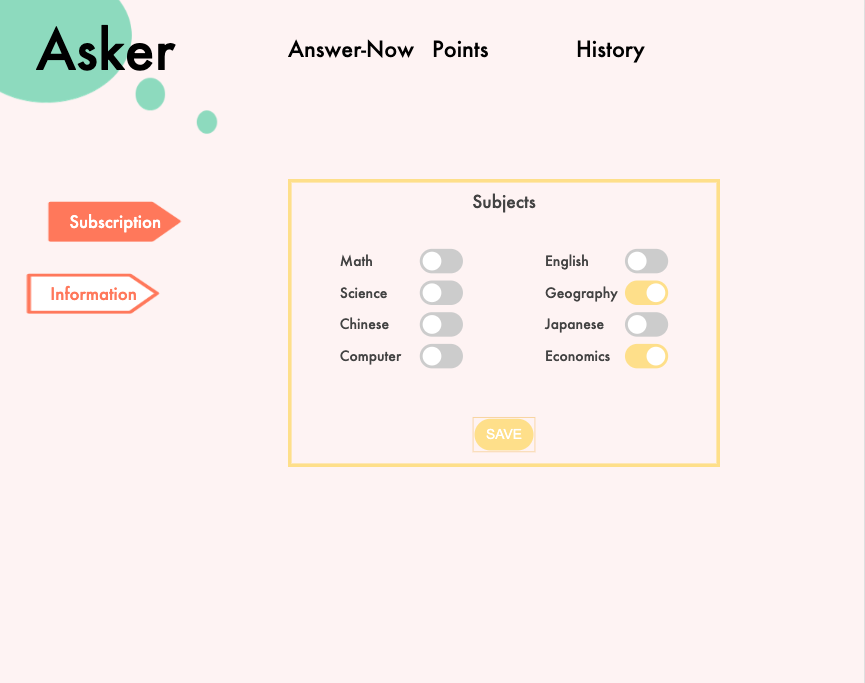 Asker
Answer-Now Points History
Subscription
Information
Subjects
Math English
Science Geography
Chinese Japanese
Computer Economics
SAVE